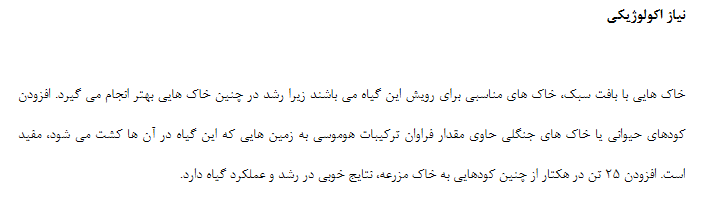 نیاز اکولوژیکی
خاک هایی با بافت سبک، خاک های مناسبی برای رویش این گیاه می باشند زیرا رشد در چنین خاک هایی بهتر انجام می گیرد. افزودن
کودهای حیوانی یا خاک های جنگلی حاوی مقدار فراوان ترکیبات هوموسی به زمین هایی که این گیاه در آن ها کشت می شود، مفید
است. افزودن ۲۵ تن در هکتار از چنین کودهایی به خاک مزرعه، نتایج خوبی در رشد و عملکرد گیاه دارد.